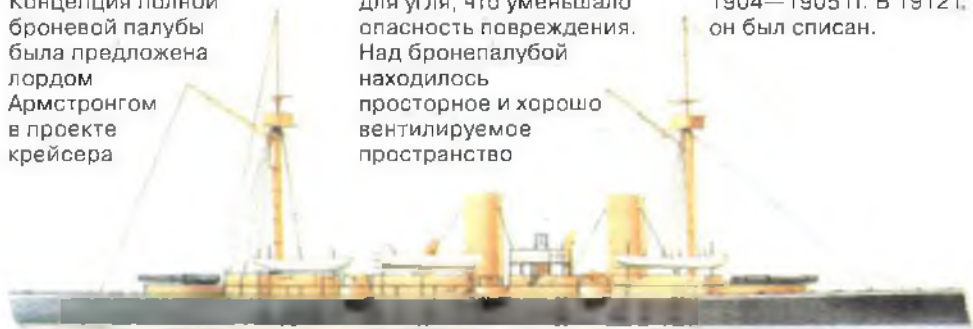 Концепция полной
броневой палубы
была предложена
лордом
Армстронгом
в проекте
крейсера
для угля, что уменьшало
опасность повреждения.
Над бронепалубой
находилось
просторное и хорошо
вентилируемое
пространство
1904—1905 гг. В 1912 г.
он был списан.